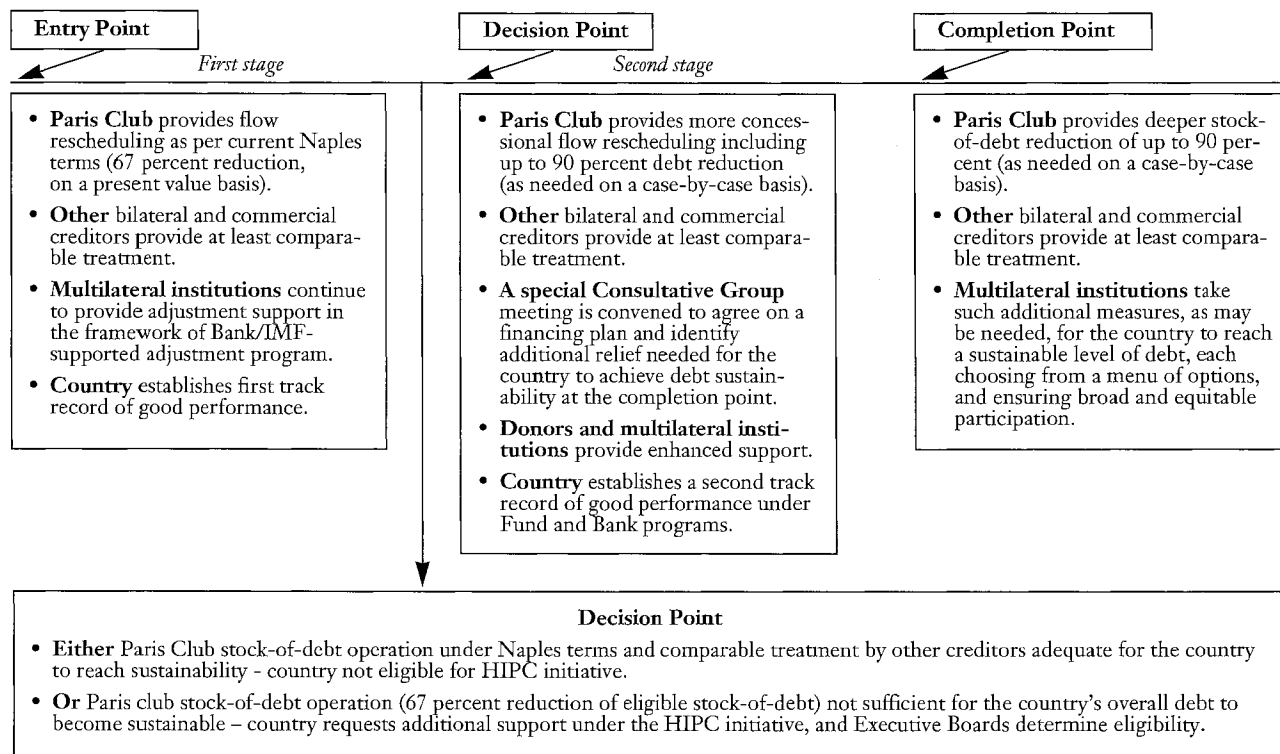 Entry Point
Decision Point
Completion Point
First stage
Second stage
• Paris Club provides flow
rescheduling as per current Naples
terms (67 percent reduction,
on a present value basis).
• Other bilateral and commercial
creditors provide at least compara-
ble treatment.
• Multilateral institutions continue
to provide adjustment support in
the framework of Bank/IMF-
supported adjustment program.
• Country establishes first track
record of good performance.
• Paris Club provides more conces-
sional flow rescheduling including
up to 90 percent debt reduction
(as needed on a case-by-case basis).
• Other bilateral and commercial
creditors provide at least compara-
ble treatment.
• A special Consultative Group
meeting is convened to agree on a
financing plan and identify
additional relief needed for the
country to achieve debt sustain-
ability at the completion point.
• Donors and multilateral insti-
tutions provide enhanced support.
• Country establishes a second track
record of good performance under
Fund and Bank programs.
• Paris Club provides deeper stock-
of-debt reduction of up to 90 per-
cent (as needed on a case-by-case
basis).
• Other bilateral and commercial
creditors provide at least compara-
ble treatment.
• Multilateral institutions take
such additional measures, as may
be needed, for the country to reach
a sustainable level of debt, each
choosing from a menu of options,
and ensuring broad and equitable
participation.
Decision Point
• Either Paris Club stock-of-debt operation under Naples terms and comparable treatment by other creditors adequate for the country
to reach sustainability - country not eligible for HIPC initiative.
• Or Paris club stock-of-debt operation (67 percent reduction of eligible stock-of-debt) not sufficient for the country's overall debt to
become sustainable – country requests additional support under the HIPC initiative, and Executive Boards determine eligibility.